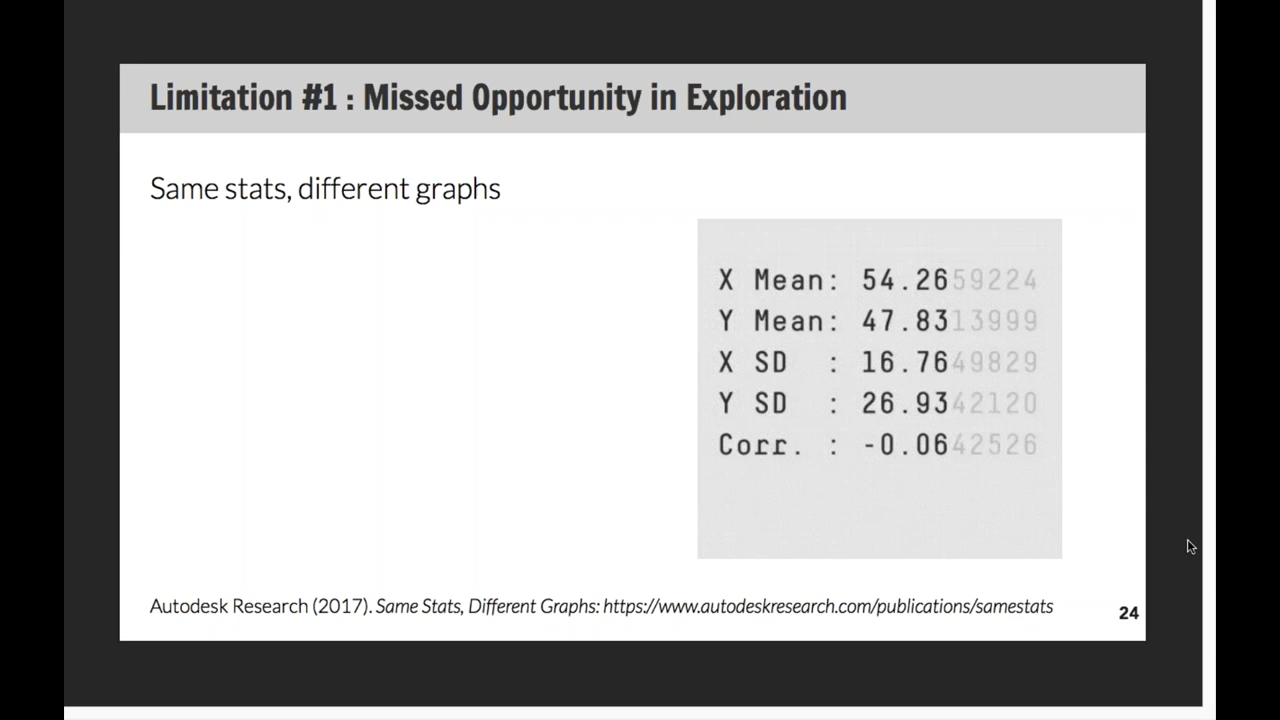 Limitation #1 : Missed Opportunity in Exploration
Same stats, different graphs
X Mean: 54.2659224
Y Mean: 47.8313999
X SD : 16.7649829
Y SD : 26.9342120
Corr. : -0.0642526
Autodesk Research (2017). Same Stats, Different Graphs: https://www.autodeskresearch.com/publications/samestats
24